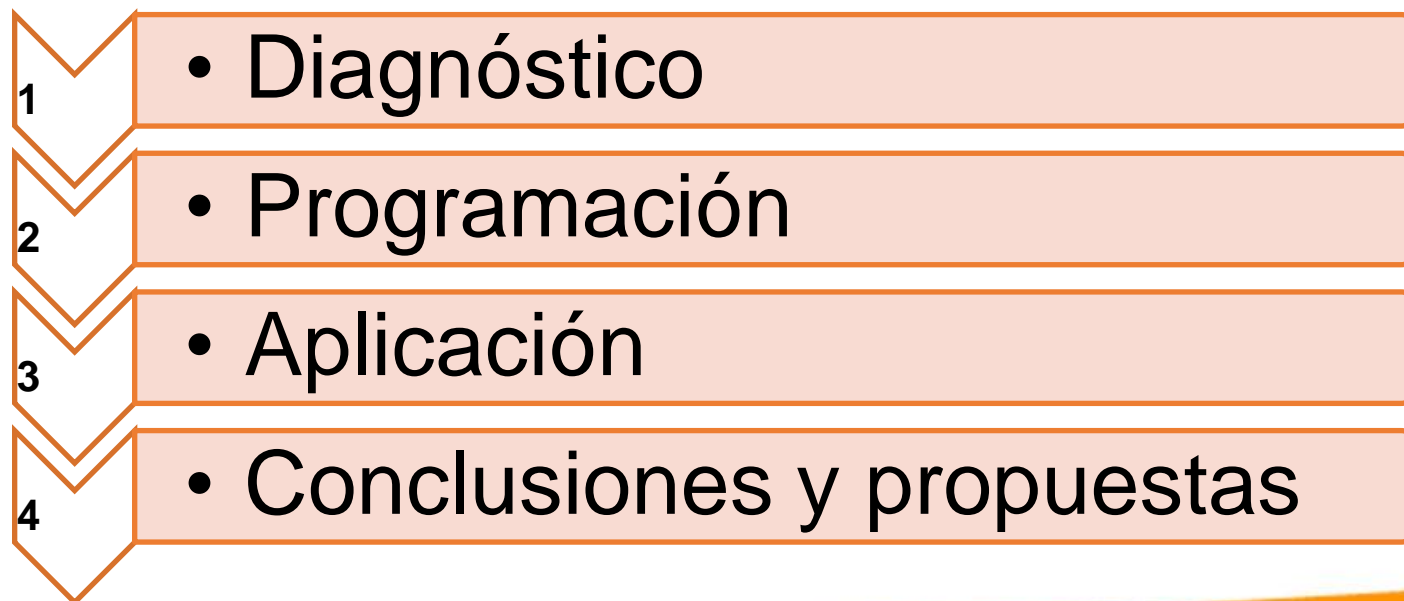 1 • Diagnóstico
2 • Programación
3 • Aplicación
4 • Conclusiones y propuestas